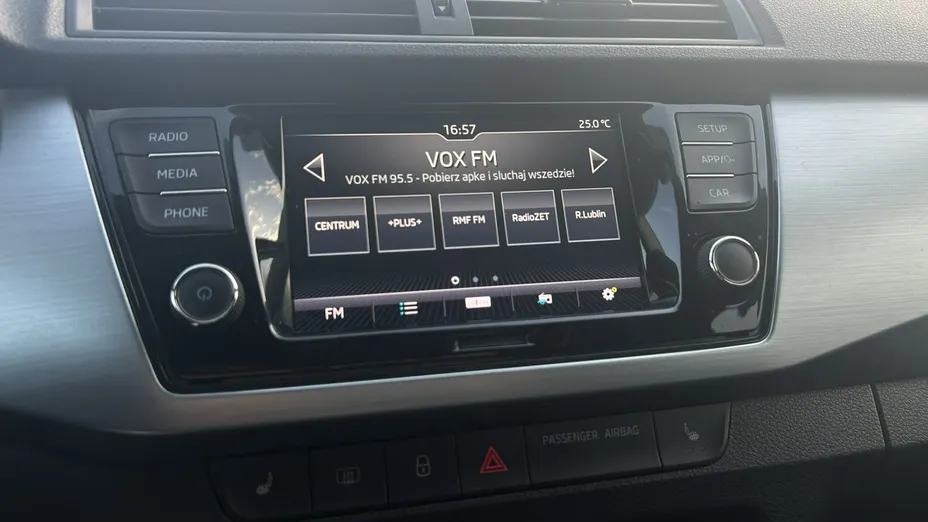 RADIO
MEDIA
PHONE
16:57
25.0°C
VOX FM
VOX FM 95.5 - Pobierz apke i sluchaj wszedzie!
CENTRUM
+PLUS+
RMF FM
RadioZET
R.Lublin
FM
SETUP
APP/
CAR
PASSENGER AIRBAG